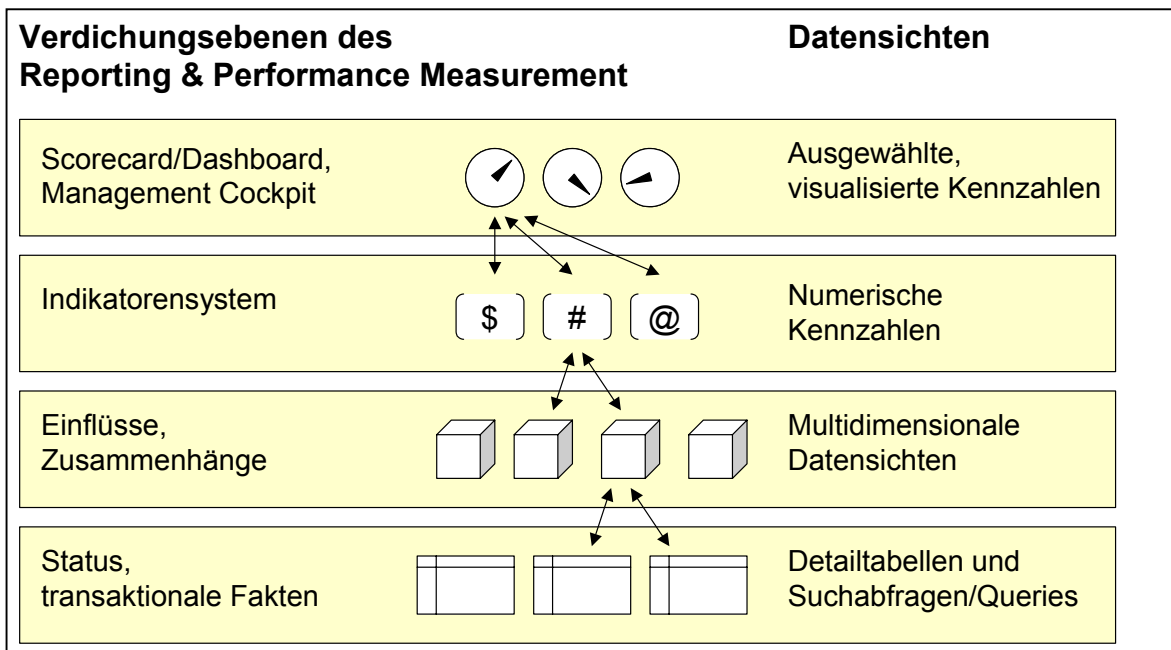 Verdichungsebenen des
Reporting & Performance Measurement
Datensichten
Scorecard/Dashboard,
Management Cockpit
Ausgewählte,
visualisierte Kennzahlen
Indikatorensystem
$ # @
Numerische
Kennzahlen
Einflüsse,
Zusammenhänge
Multidimensionale
Datensichten
Status,
transaktionale Fakten
Detailtabellen und
Suchabfragen/Queries